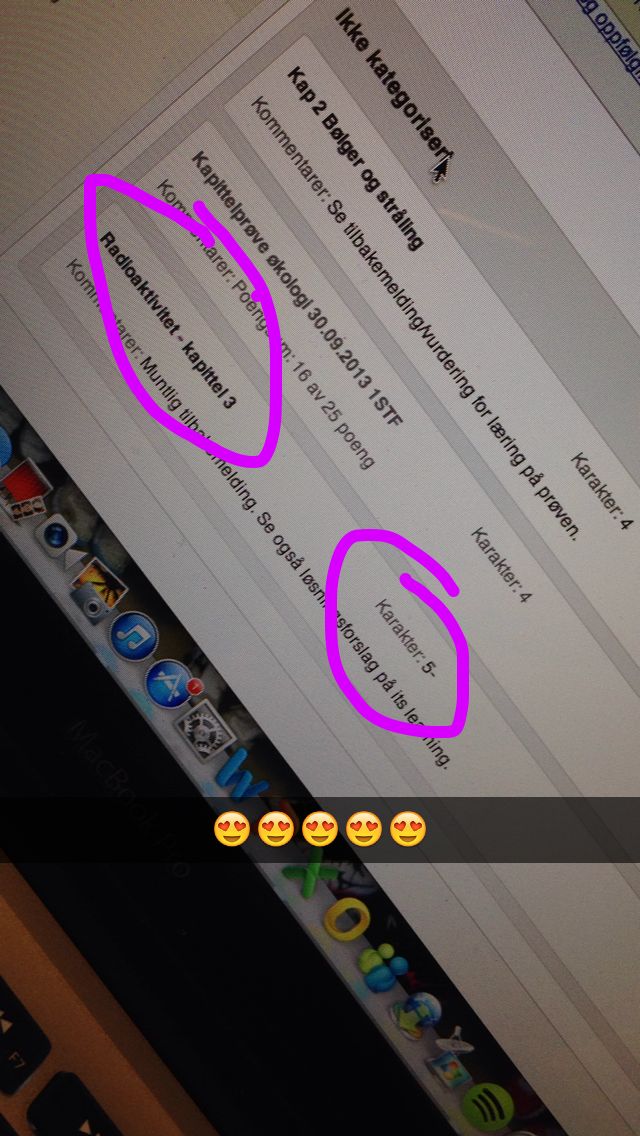 og oppfølgin
Ikke kategorisert
Kap 2 Bølger og stråling
Karakter: 4
Kommentarer: Se tilbakemelding/vurdering for læring på prøven.
Kapittelprøve økologi 30.09.2013 1STF
Karakter: 4
Kommentarer: Poengsum: 16 av 25 poeng
Radioaktivitet - kapittel 3
Karakter: 5-
Kommentarer: Muntlig tilbakemelding. Se også løsningsforslag på its learning.
MacBook Pro
😍😍😍😍😍
F7